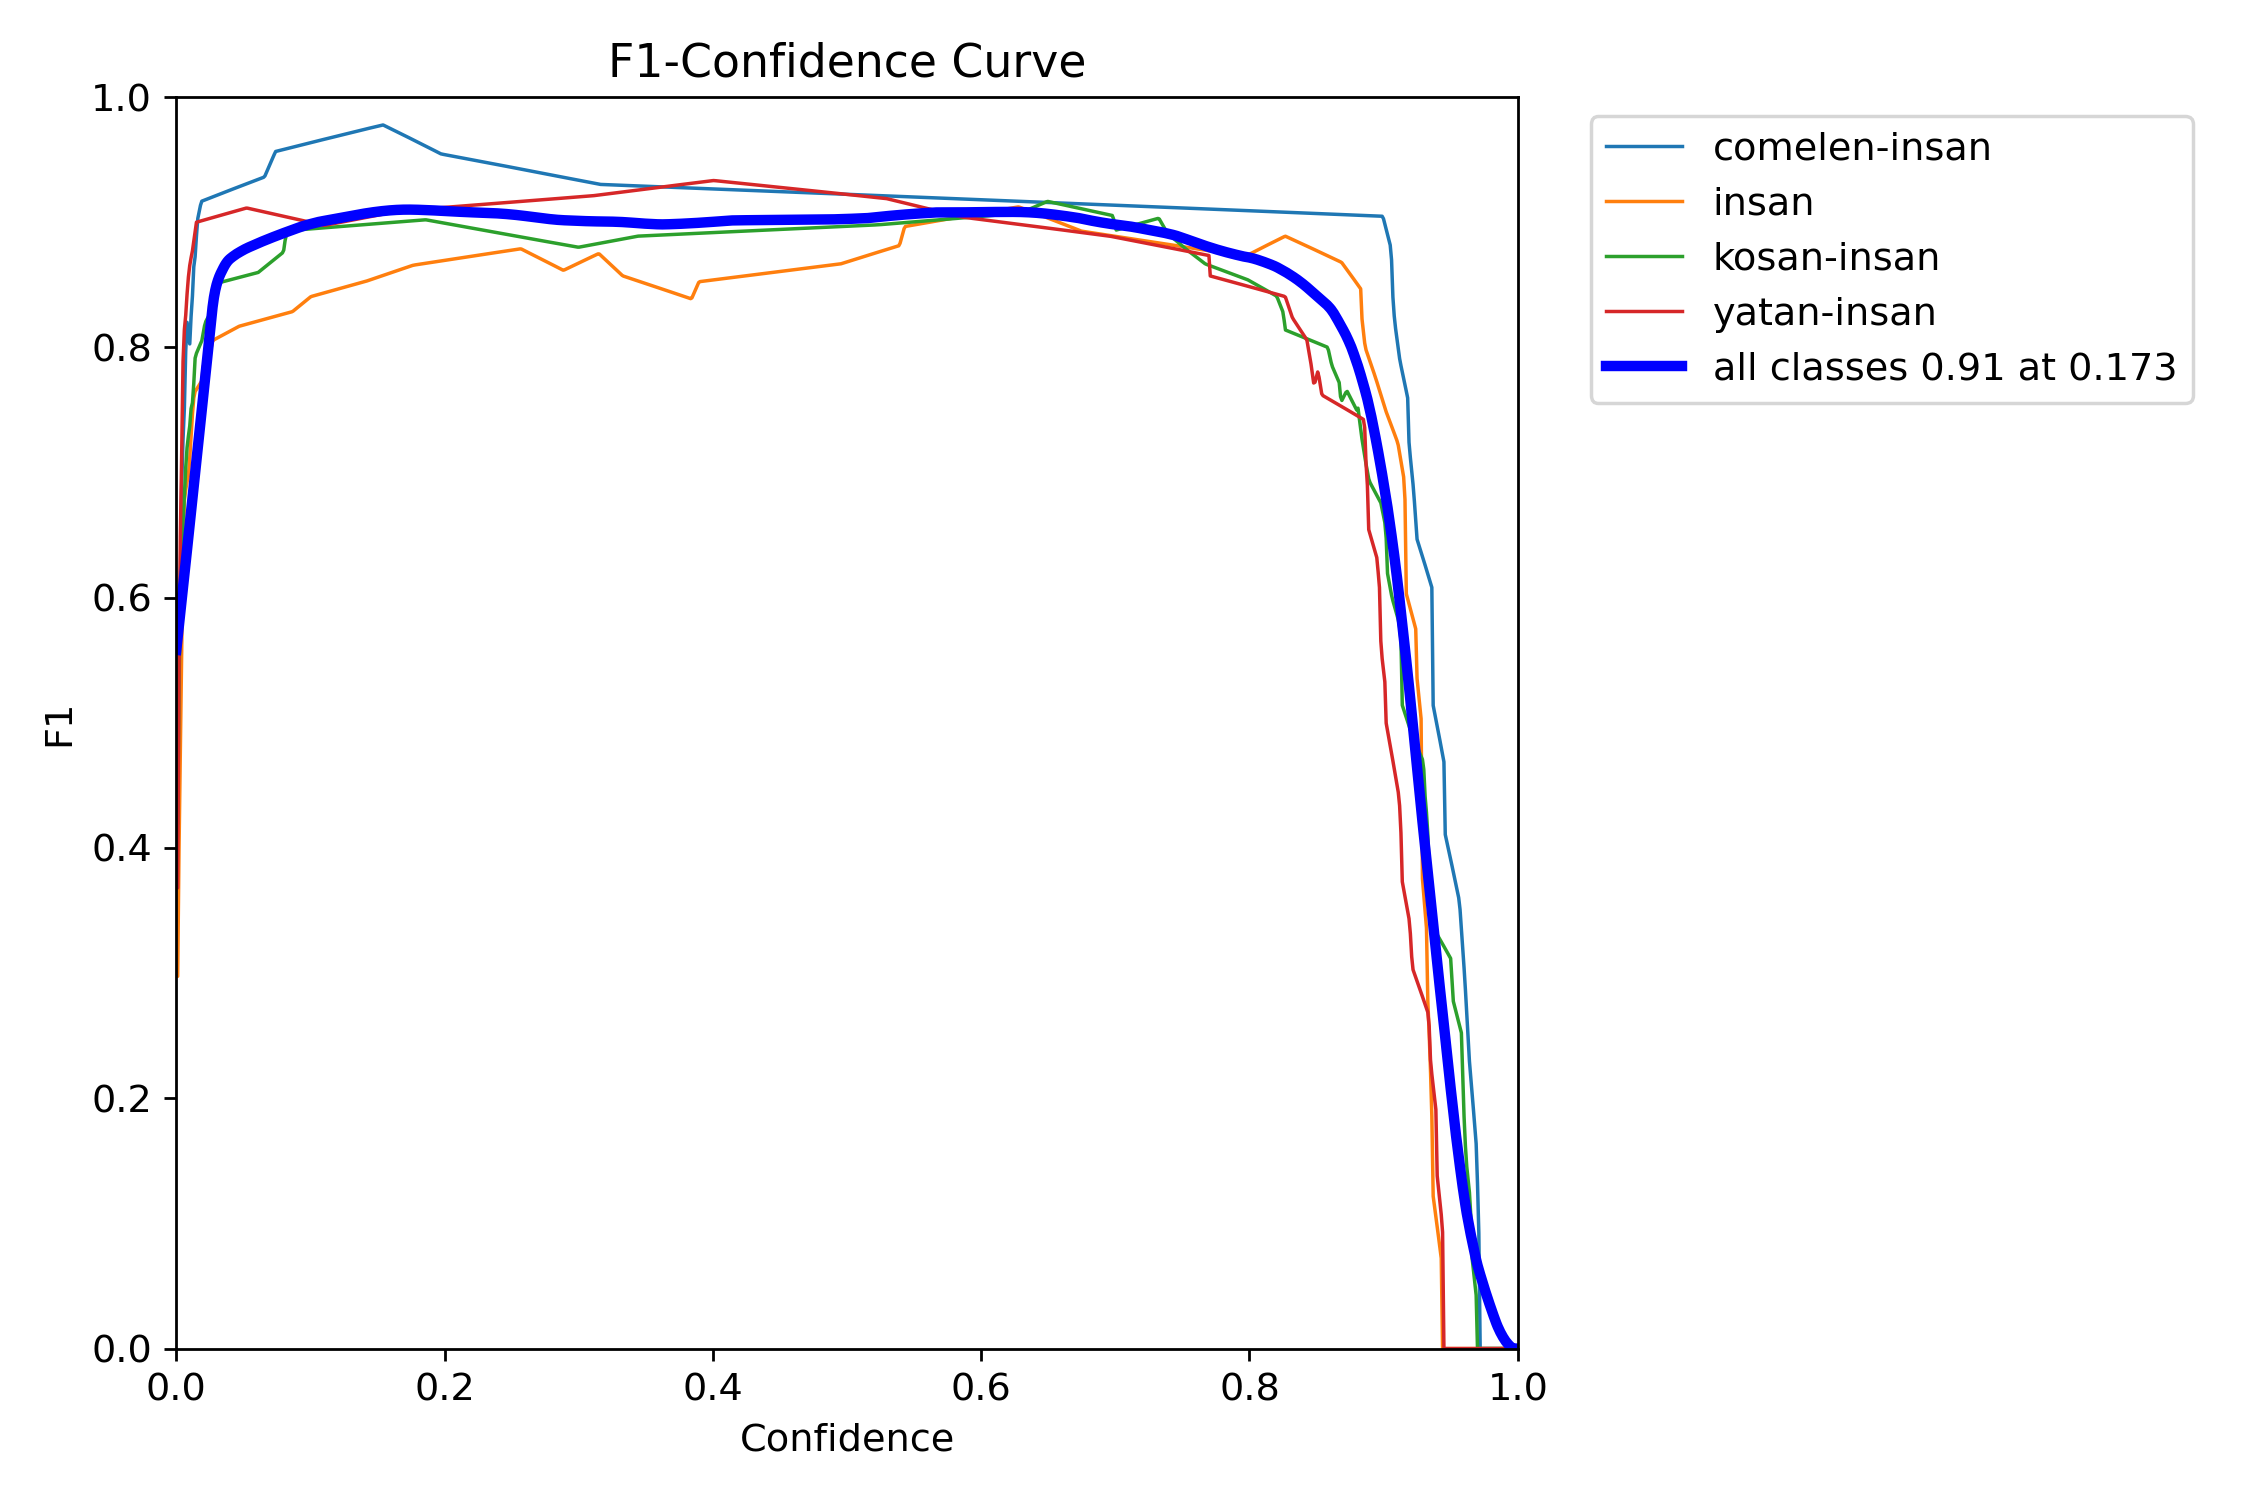 F1-Confidence Curve
1.0
0.8
0.6
0.4
0.2
0.0
F1
0.0 0.2 0.4 0.6 0.8 1.0
Confidence
comelen-insan
insan
kosan-insan
yatan-insan
all classes 0.91 at 0.173